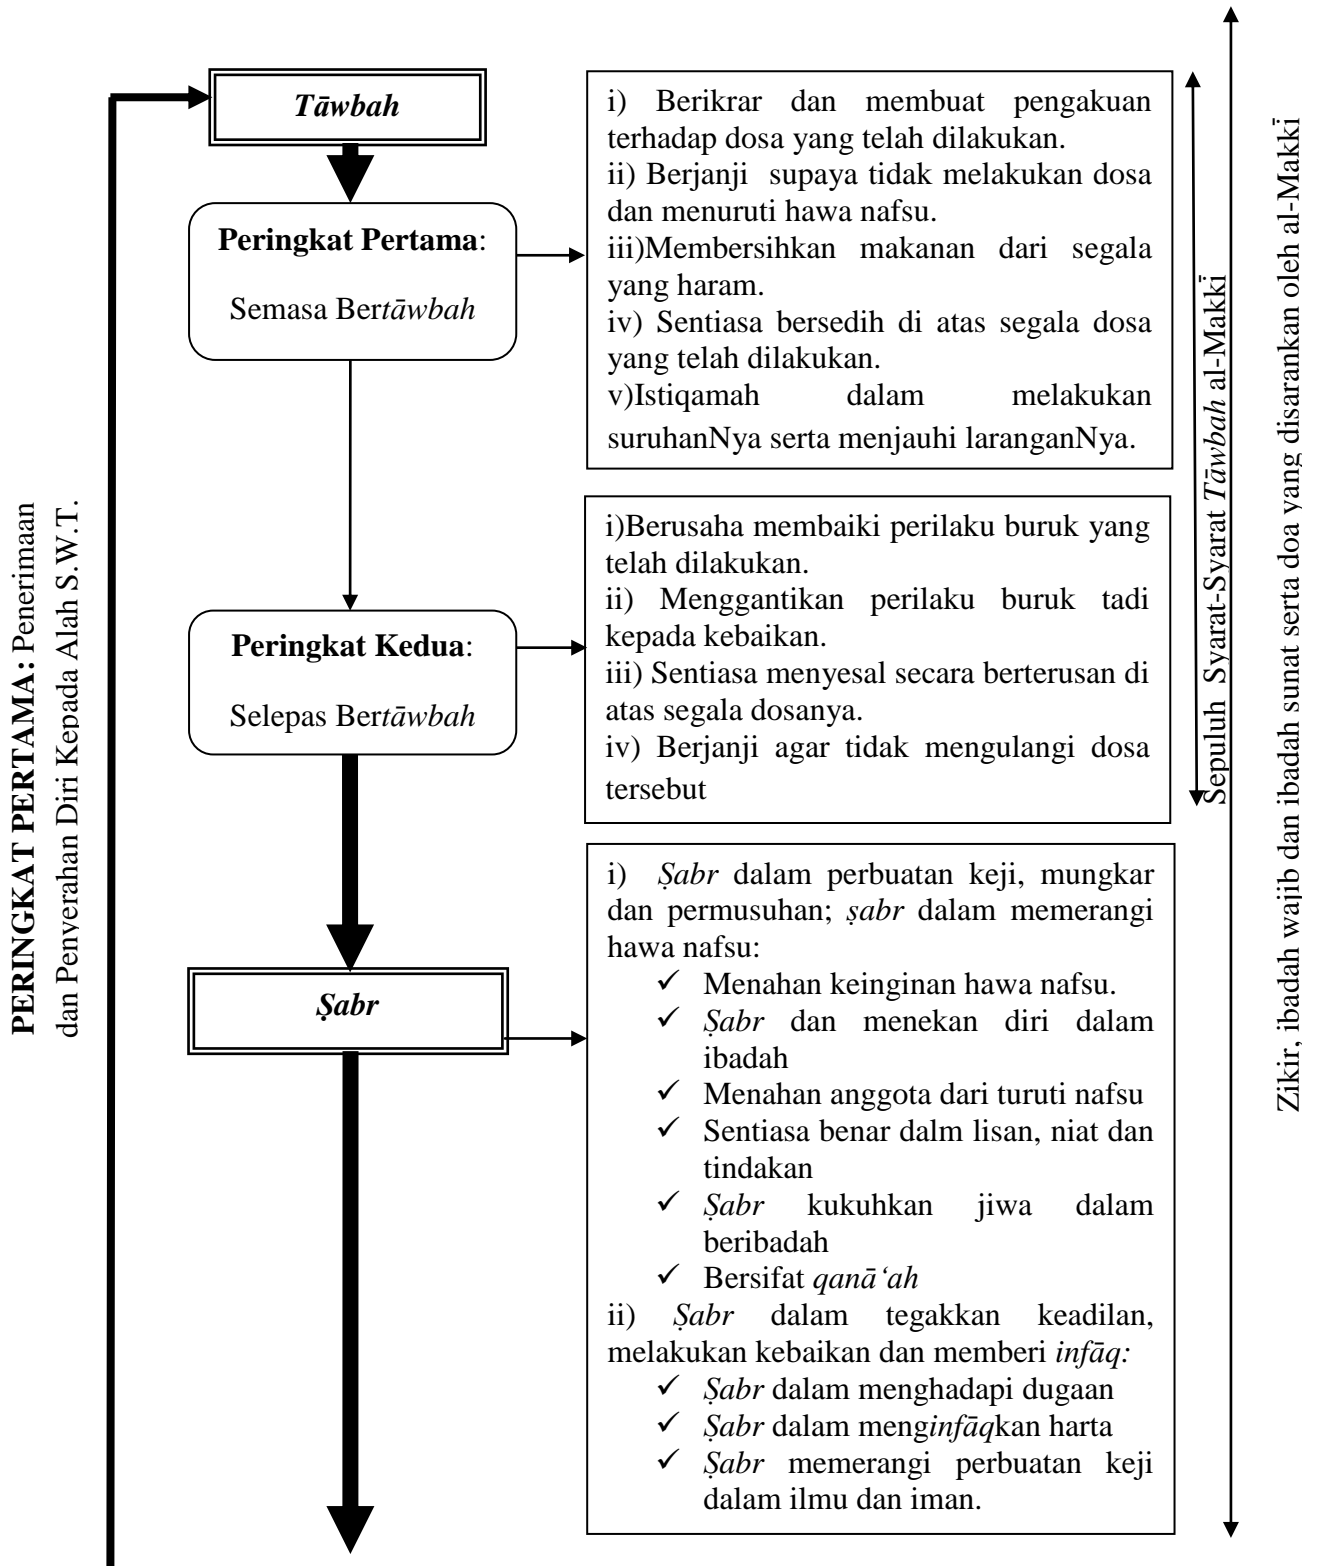 PERINGKAT PERTAMA: Penerimaan
dan Penyerahan Diri Kepada Alah S.W.T.
Tāwbah
Peringkat Pertama:
Semasa Bertāwbah
i) Berikrar dan membuat pengakuan
terhadap dosa yang telah dilakukan.
ii) Berjanji supaya tidak melakukan dosa
dan menuruti hawa nafsu.
iii)Membersihkan makanan dari segala
yang haram.
iv) Sentiasa bersedih di atas segala dosa
yang telah dilakukan.
v)Istiqamah dalam melakukan
suruhanNya serta menjauhi laranganNya.
Peringkat Kedua:
Selepas Bertāwbah
i)Berusaha membaiki perilaku buruk yang
telah dilakukan.
ii) Menggantikan perilaku buruk tadi
kepada kebaikan.
iii) Sentiasa menyesal secara berterusan di
atas segala dosanya.
iv) Berjanji agar tidak mengulangi dosa
tersebut
Ṣabr
i) Ṣabr dalam perbuatan keji, mungkar
dan permusuhan; ṣabr dalam memerangi
hawa nafsu:
✓ Menahan keinginan hawa nafsu.
✓ Ṣabr dan menekan diri dalam
ibadah
✓ Menahan anggota dari turuti nafsu
✓ Sentiasa benar dalm lisan, niat dan
tindakan
✓ Ṣabr kukuhkan jiwa dalam
beribadah
✓ Bersifat qanā‘ah
ii) Ṣabr dalam tegakkan keadilan,
melakukan kebaikan dan memberi infāq:
✓ Ṣabr dalam menghadapi dugaan
✓ Ṣabr dalam menginfāqkan harta
✓ Ṣabr memerangi perbuatan keji
dalam ilmu dan iman.
Sepuluh Syarat-Syarat Tāwbah al-Makkī
Zikir, ibadah wajib dan ibadah sunat serta doa yang disarankan oleh al-Makkī